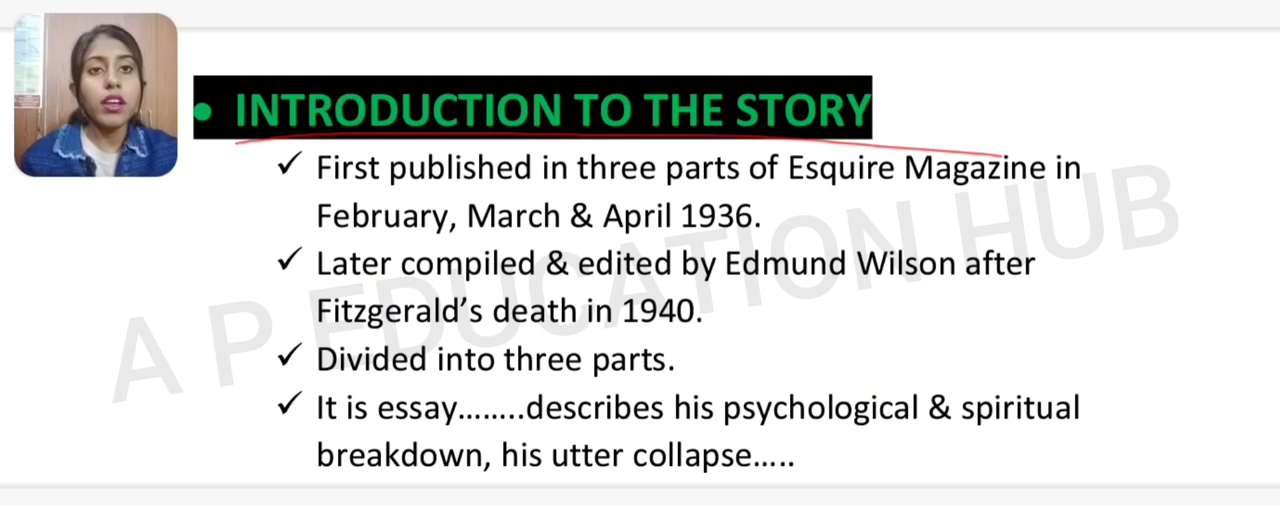 INTRODUCTION TO THE STORY
✓ First published in three parts of Esquire Magazine in
February, March & April 1936.
✓ Later compiled & edited by Edmund Wilson after
Fitzgerald’s death in 1940.
✓ Divided into three parts.
✓ It is essay……..describes his psychological & spiritual
breakdown, his utter collapse…..
A P EDUCATION HUB